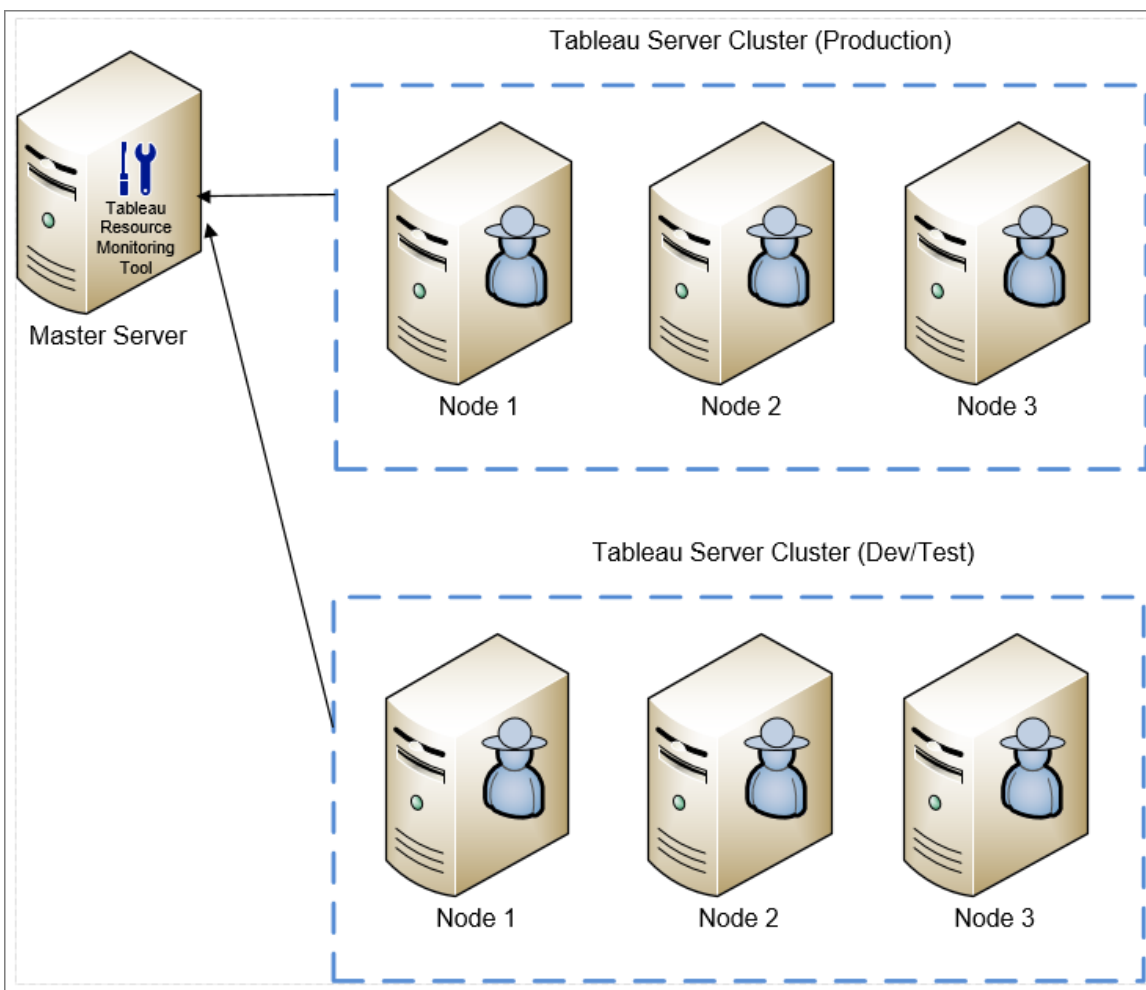 Tableau Server Cluster (Production)
Tableau
Resource
Monitoring
Tool
Master Server
Node 1
Node 2
Node 3
Tableau Server Cluster (Dev/Test)
Node 1
Node 2
Node 3